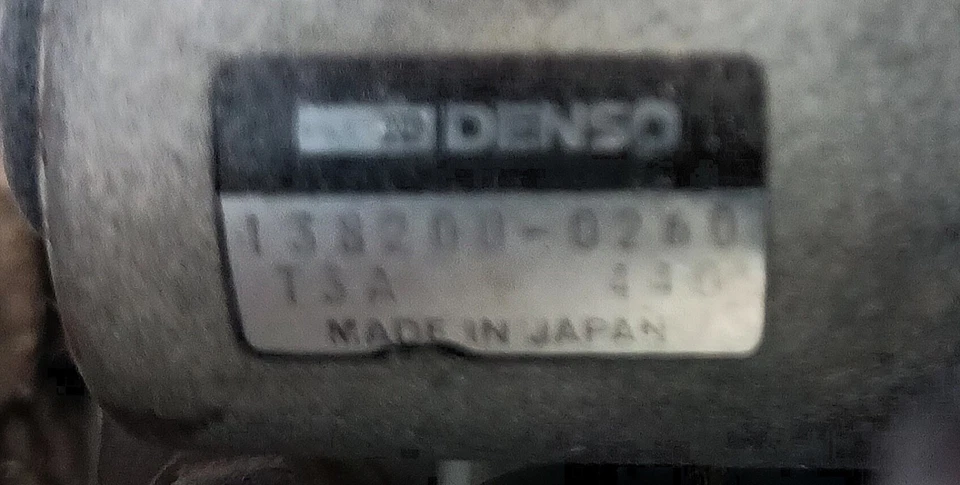 DENSO
138200-0260
T3A 440
MADE IN JAPAN